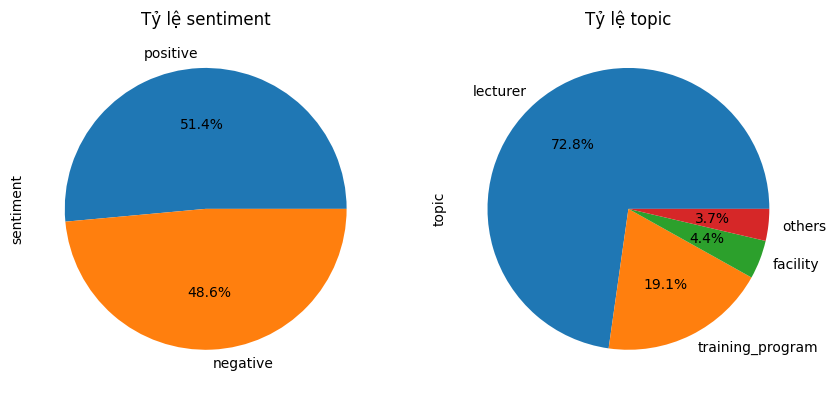 Tỷ lệ sentiment
positive
51.4%
sentiment
48.6%
negative
Tỷ lệ topic
lecturer
72.8%
topic
3.7%
others
4.4%
facility
19.1%
training_program